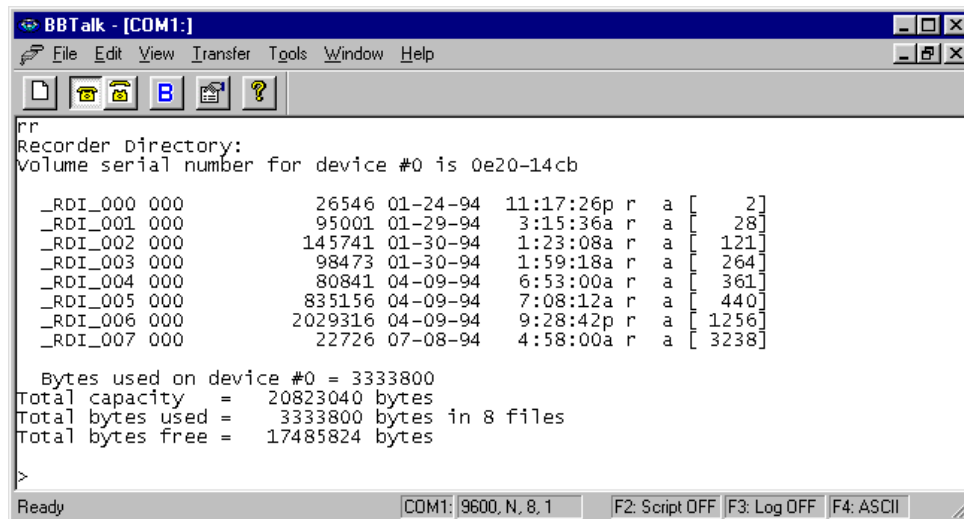 BBTalk - [COM1:]
File Edit View Transfer Tools Window Help
B ?
rr
Recorder Directory:
Volume serial number for device #0 is 0e20-14cb
_RDI_000 000 26546 01-24-94 11:17:26p r a [ 2]
_RDI_001 000 95001 01-29-94 3:15:36a r a [ 28]
_RDI_002 000 145741 01-30-94 1:23:08a r a [ 121]
_RDI_003 000 98473 01-30-94 1:59:18a r a [ 264]
_RDI_004 000 80841 04-09-94 6:53:00a r a [ 361]
_RDI_005 000 835156 04-09-94 7:08:12a r a [ 440]
_RDI_006 000 2029316 04-09-94 9:28:42p r a [ 1256]
_RDI_007 000 22726 07-08-94 4:58:00a r a [ 3238]
Bytes used on device #0 = 3333800
Total capacity = 20823040 bytes
Total bytes used = 3333800 bytes in 8 files
Total bytes free = 17485824 bytes
>
Ready COM1: 9600, N, 8, 1 F2: Script OFF F3: Log OFF F4: ASCII